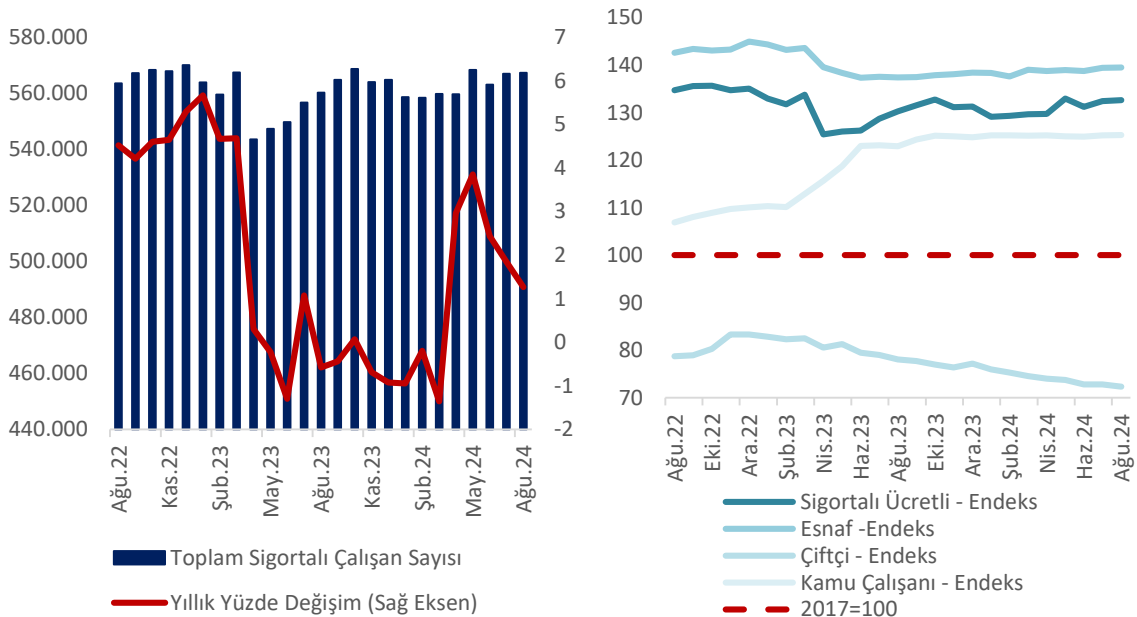 580.000
560.000
540.000
520.000
500.000
480.000
460.000
440.000
7
6
5
4
3
2
1
0
-1
-2
Ağu.22
Kas.22
Şub.23
May.23
Ağu.23
Kas.23
Şub.24
May.24
Ağu.24
Toplam Sigortalı Çalışan Sayısı
Yıllık Yüzde Değişim (Sağ Eksen)
150
140
130
120
110
100
90
80
70
Ağu.22
Eki.22
Ara.22
Şub.23
Nis.23
Haz.23
Ağu.23
Eki.23
Ara.23
Şub.24
Nis.24
Haz.24
Ağu.24
Sigortalı Ücretli - Endeks
Esnaf -Endeks
Çiftçi - Endeks
Kamu Çalışanı - Endeks
2017=100